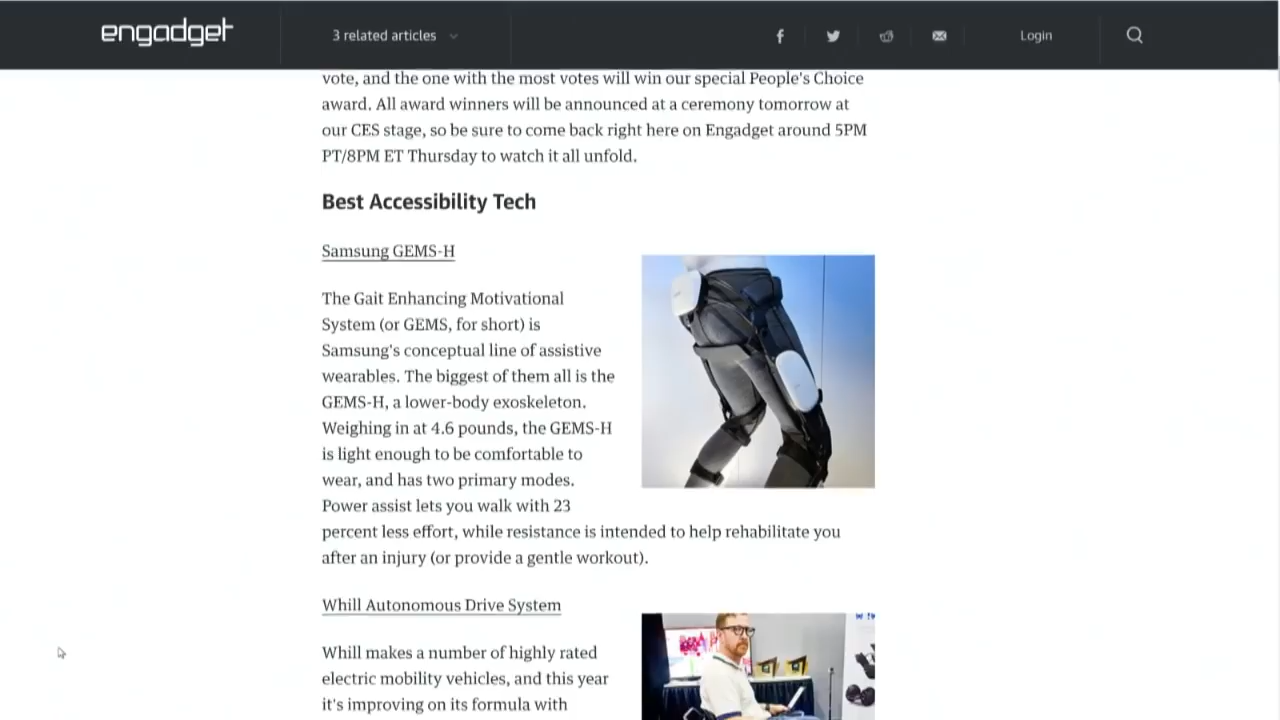 engadget
3 related articles
Login
vote, and the one with the most votes will win our special People's Choice
award. All award winners will be announced at a ceremony tomorrow at
our CES stage, so be sure to come back right here on Engadget around 5PM
PT/8PM ET Thursday to watch it all unfold.
Best Accessibility Tech
Samsung GEMS-H
The Gait Enhancing Motivational
System (or GEMS, for short) is
Samsung's conceptual line of assistive
wearables. The biggest of them all is the
GEMS-H, a lower-body exoskeleton.
Weighing in at 4.6 pounds, the GEMS-H
is light enough to be comfortable to
wear, and has two primary modes.
Power assist lets you walk with 23
percent less effort, while resistance is intended to help rehabilitate you
after an injury (or provide a gentle workout).
Whill Autonomous Drive System
Whill makes a number of highly rated
electric mobility vehicles, and this year
it's improving on its formula with